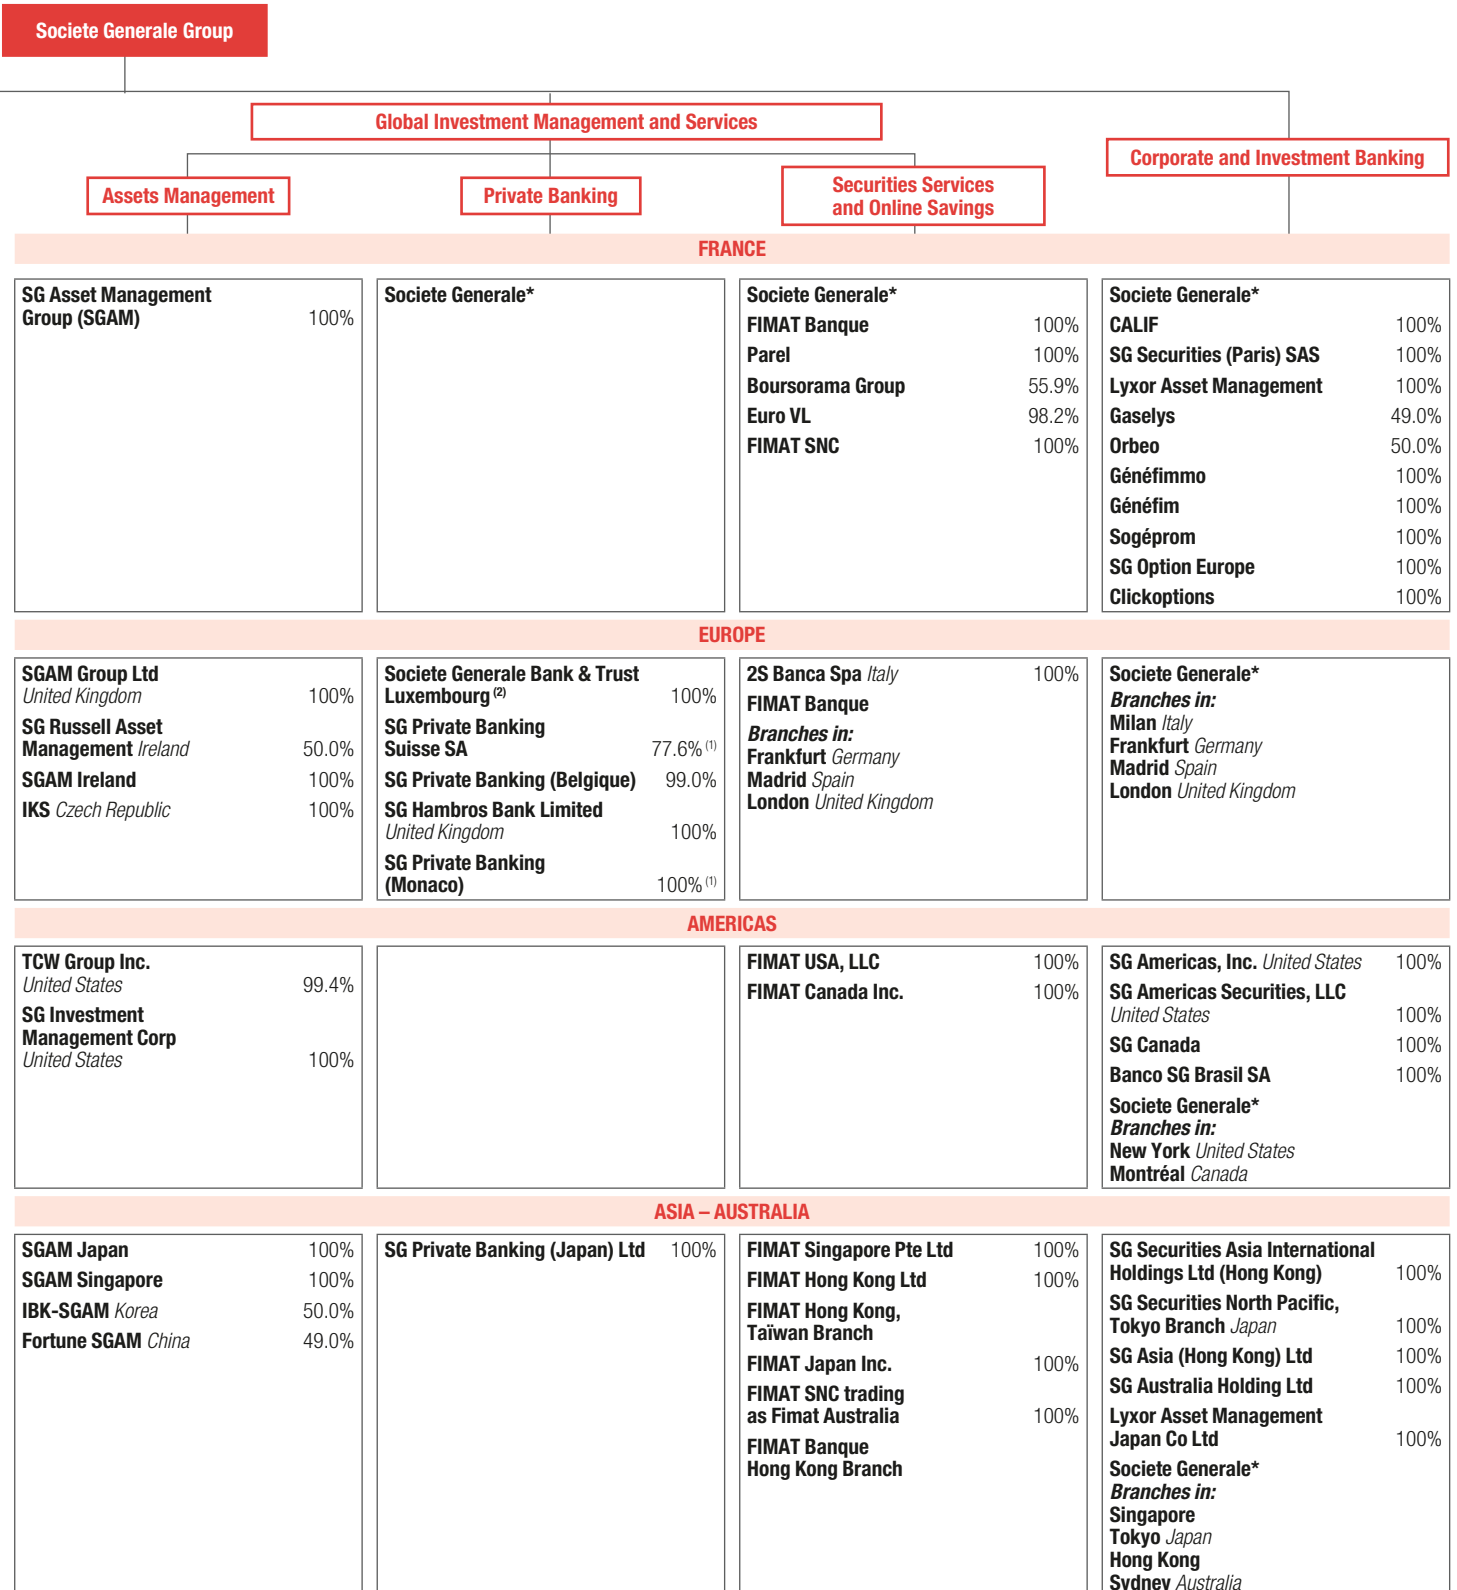 Societe Generale Group
Global Investment Management and Services
Corporate and Investment Banking
Assets Management
Private Banking
Securities Services
and Online Savings
FRANCE
SG Asset Management
Group (SGAM) 100%
Societe Generale*
Societe Generale*
FIMAT Banque 100%
Parel 100%
Boursorama Group 55.9%
Euro VL 98.2%
FIMAT SNC 100%
Societe Generale*
CALIF 100%
SG Securities (Paris) SAS 100%
Lyxor Asset Management 100%
Gaselys 49.0%
Orbeo 50.0%
Généfimmo 100%
Généfim 100%
Sogéprom 100%
SG Option Europe 100%
Clickoptions 100%
EUROPE
SGAM Group Ltd
United Kingdom 100%
SG Russell Asset
Management Ireland 50.0%
SGAM Ireland 100%
IKS Czech Republic 100%
Societe Generale Bank & Trust
Luxembourg (2) 100%
SG Private Banking
Suisse SA 77.6% (1)
SG Private Banking (Belgique) 99.0%
SG Hambros Bank Limited
United Kingdom 100%
SG Private Banking
(Monaco) 100% (1)
2S Banca Spa Italy 100%
FIMAT Banque
Branches in:
Frankfurt Germany
Madrid Spain
London United Kingdom
Societe Generale*
Branches in:
Milan Italy
Frankfurt Germany
Madrid Spain
London United Kingdom
AMERICAS
TCW Group Inc.
United States 99.4%
SG Investment
Management Corp
United States 100%
FIMAT USA, LLC 100%
FIMAT Canada Inc. 100%
SG Americas, Inc. United States 100%
SG Americas Securities, LLC
United States 100%
SG Canada 100%
Banco SG Brasil SA 100%
Societe Generale*
Branches in:
New York United States
Montréal Canada
ASIA – AUSTRALIA
SGAM Japan 100%
SGAM Singapore 100%
IBK-SGAM Korea 50.0%
Fortune SGAM China 49.0%
SG Private Banking (Japan) Ltd 100%
FIMAT Singapore Pte Ltd 100%
FIMAT Hong Kong Ltd 100%
FIMAT Hong Kong,
Taïwan Branch
FIMAT Japan Inc. 100%
FIMAT SNC trading
as Fimat Australia 100%
FIMAT Banque
Hong Kong Branch
SG Securities Asia International
Holdings Ltd (Hong Kong) 100%
SG Securities North Pacific,
Tokyo Branch Japan 100%
SG Asia (Hong Kong) Ltd 100%
SG Australia Holding Ltd 100%
Lyxor Asset Management
Japan Co Ltd 100%
Societe Generale*
Branches in:
Singapore
Tokyo Japan
Hong Kong
Sydney Australia